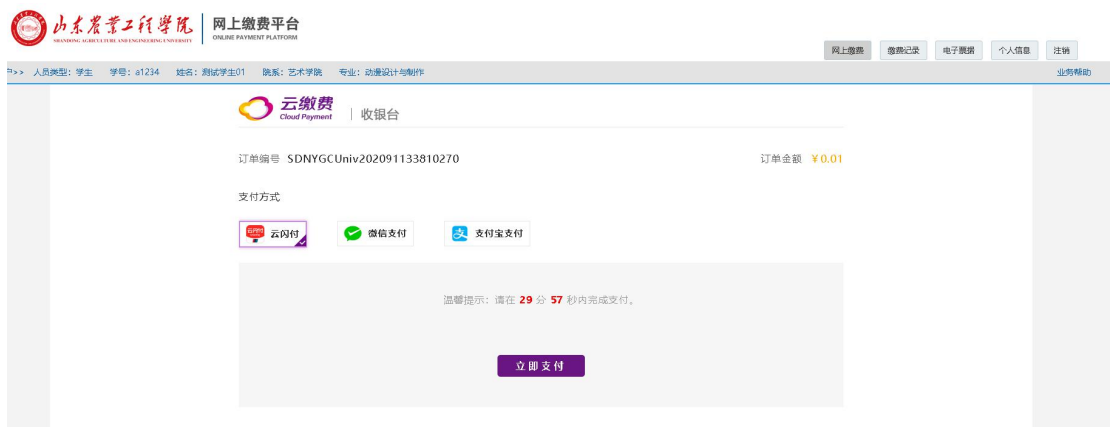 山东农业工程学院 网上缴费平台
SHANDONG AGRICULTURE AND ENGINEERING UNIVERSITY ONLINE PAYMENT PLATFORM
网上缴费 缴费记录 电子票据 个人信息 注销
>> 人员类型：学生 学号：a1234 姓名：测试学生01 院系：艺术学院 专业：动漫设计与制作 业务帮助
云缴费
Cloud Payment | 收银台
订单编号 SDNYGCUniv202091133810270 订单金额 ¥0.01
支付方式
云闪付 微信支付 支付宝支付
温馨提示：请在 29 分 57 秒内完成支付。
立即支付